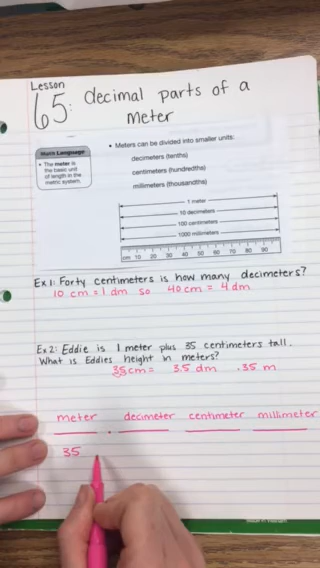 Lesson
65: decimal parts of a
Meter
Math Language
• The meter is
the basic unit
of length in the
metric system.
• Meters can be divided into smaller units:
decimeters (tenths)
centimeters (hundredths)
millimeters (thousandths)
1 meter
10 decimeters
100 centimeters
1000 millimeters
cm 10 20 30 40 50 60 70 80 90
Ex 1: Forty centimeters is how many decimeters?
10 cm = 1 dm so 40 cm = 4 dm
Ex 2: Eddie is 1 meter plus 35 centimeters tall.
What is Eddies height in meters?
35 cm = 3.5 dm .35 m
meter decimeter centimeter millimeter
.
35